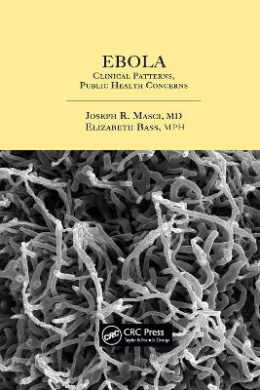 EBOLA
CLINICAL PATTERNS,
PUBLIC HEALTH CONCERNS
JOSEPH R. MASCI, MD
ELIZABETH BASS, MPH
CRC Press
Taylor & Francis Group